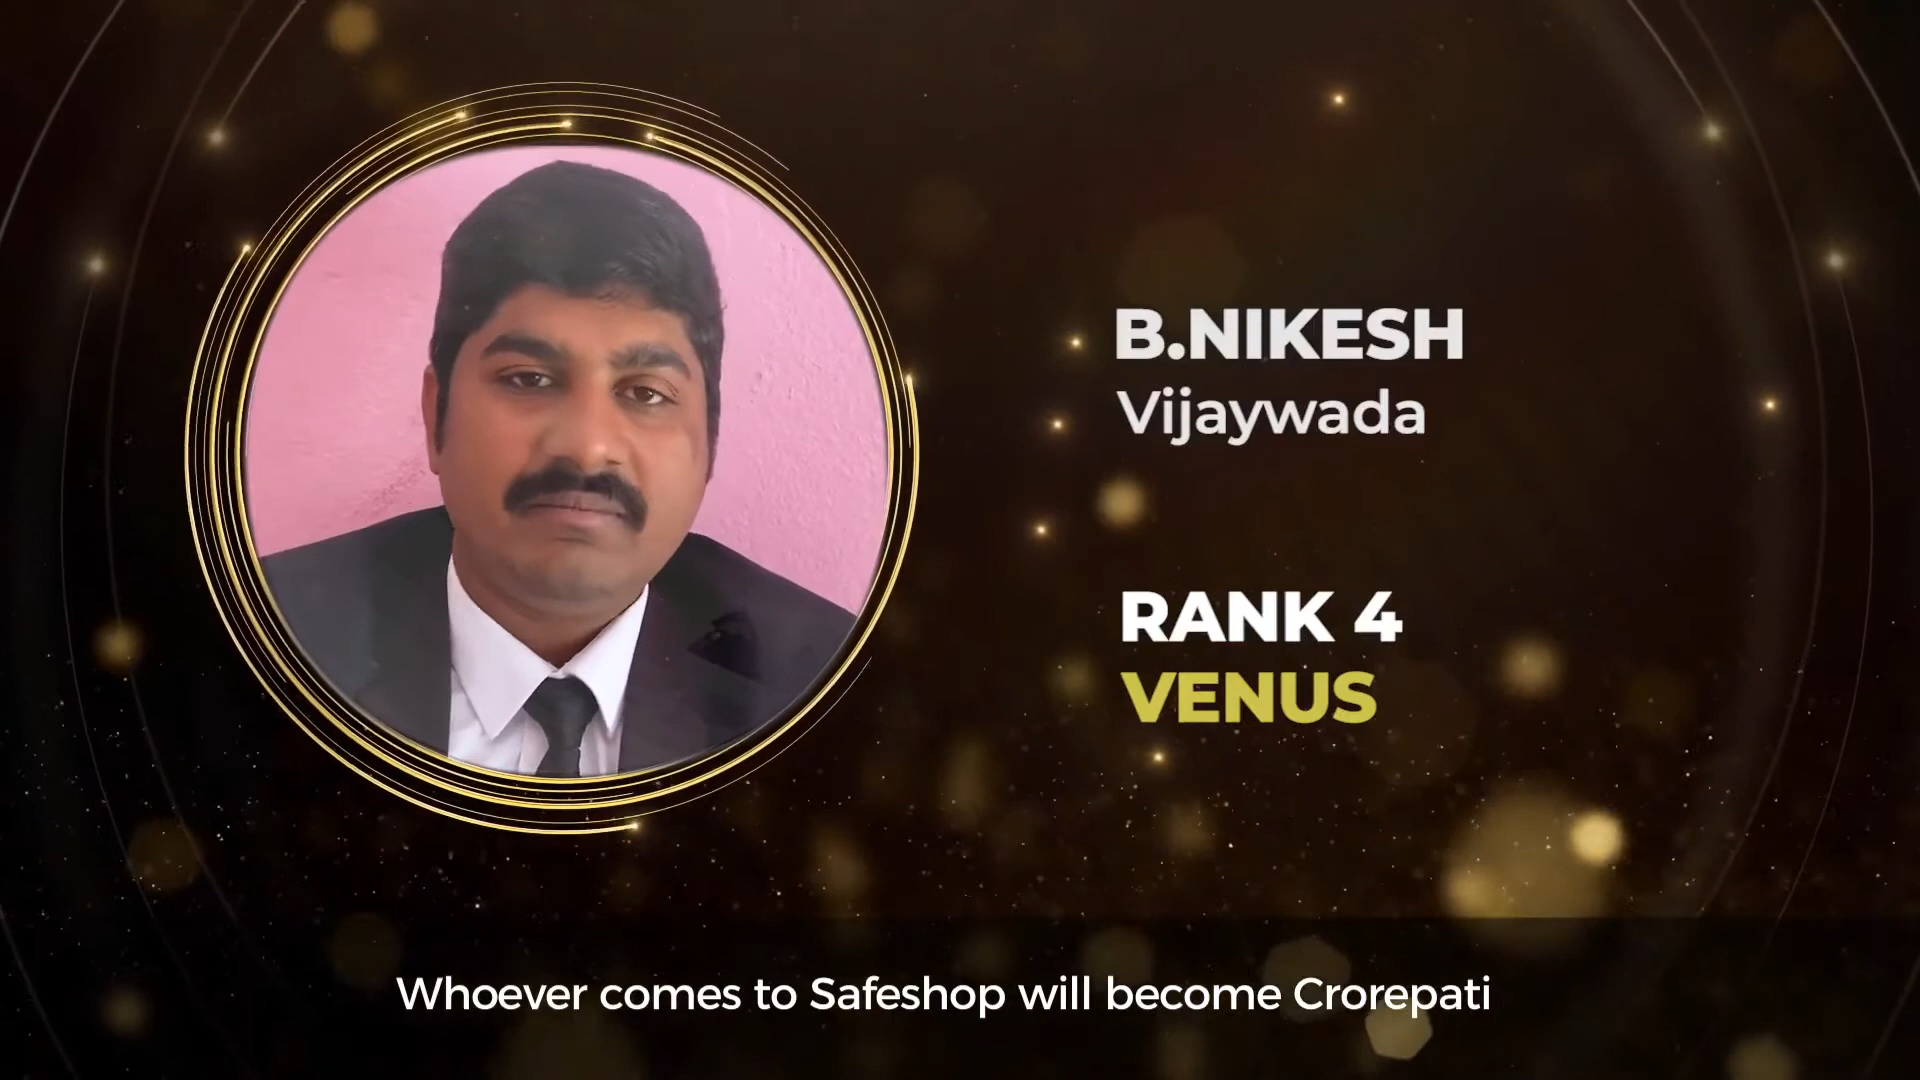 B.NIKESH
Vijaywada
RANK 4
VENUS
Whoever comes to Safeshop will become Crorepati